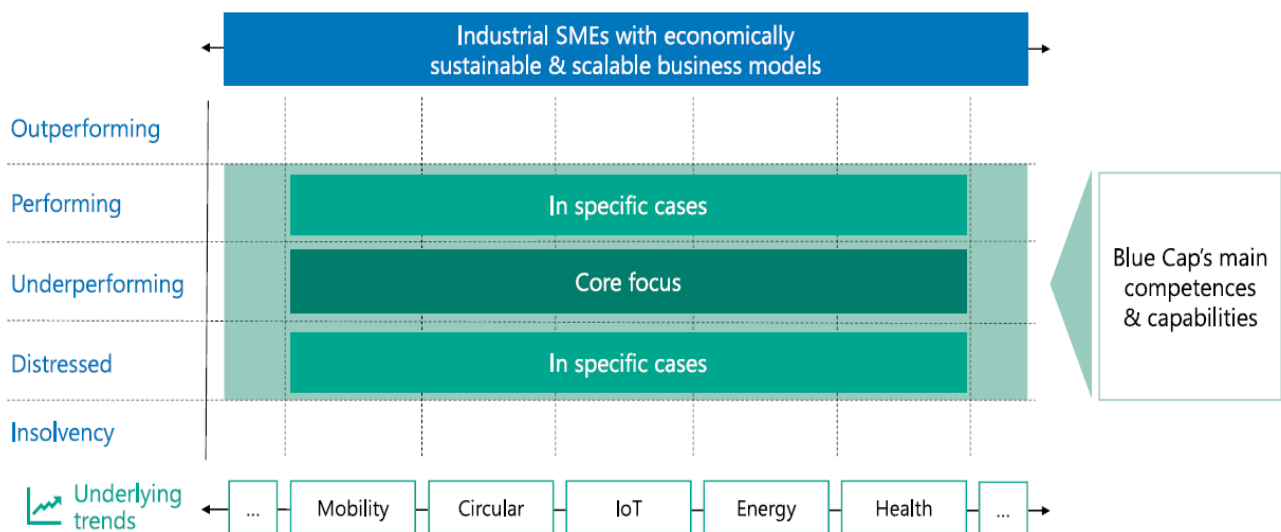 Industrial SMEs with economically
sustainable & scalable business models
Outperforming
Performing
In specific cases
Underperforming
Core focus
Distressed
In specific cases
Insolvency
Blue Cap's main
competences
& capabilities
Underlying
trends
...
Mobility
Circular
IoT
Energy
Health
...